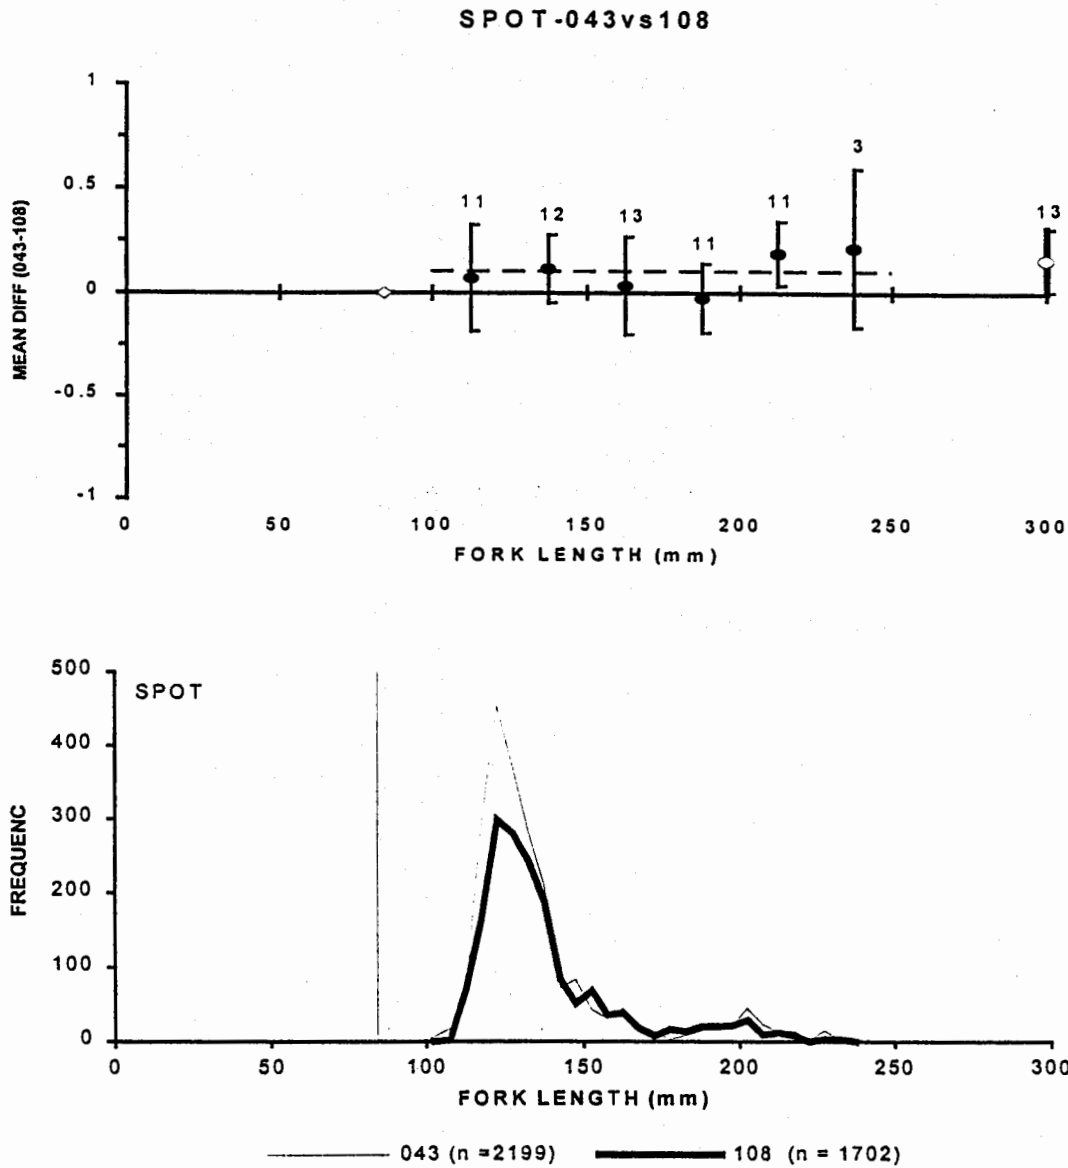 SPOT-043vs108
1
0.5
0
-0.5
-1
MEAN DIFF (043-108)
11
12
13
11
11
3
13
0 50 100 150 200 250 300
FORK LENGTH (mm)
500
400
300
200
100
0
FREQUENC
SPOT
0 50 100 150 200 250 300
FORK LENGTH (mm)
043 (n =2199) 108 (n = 1702)